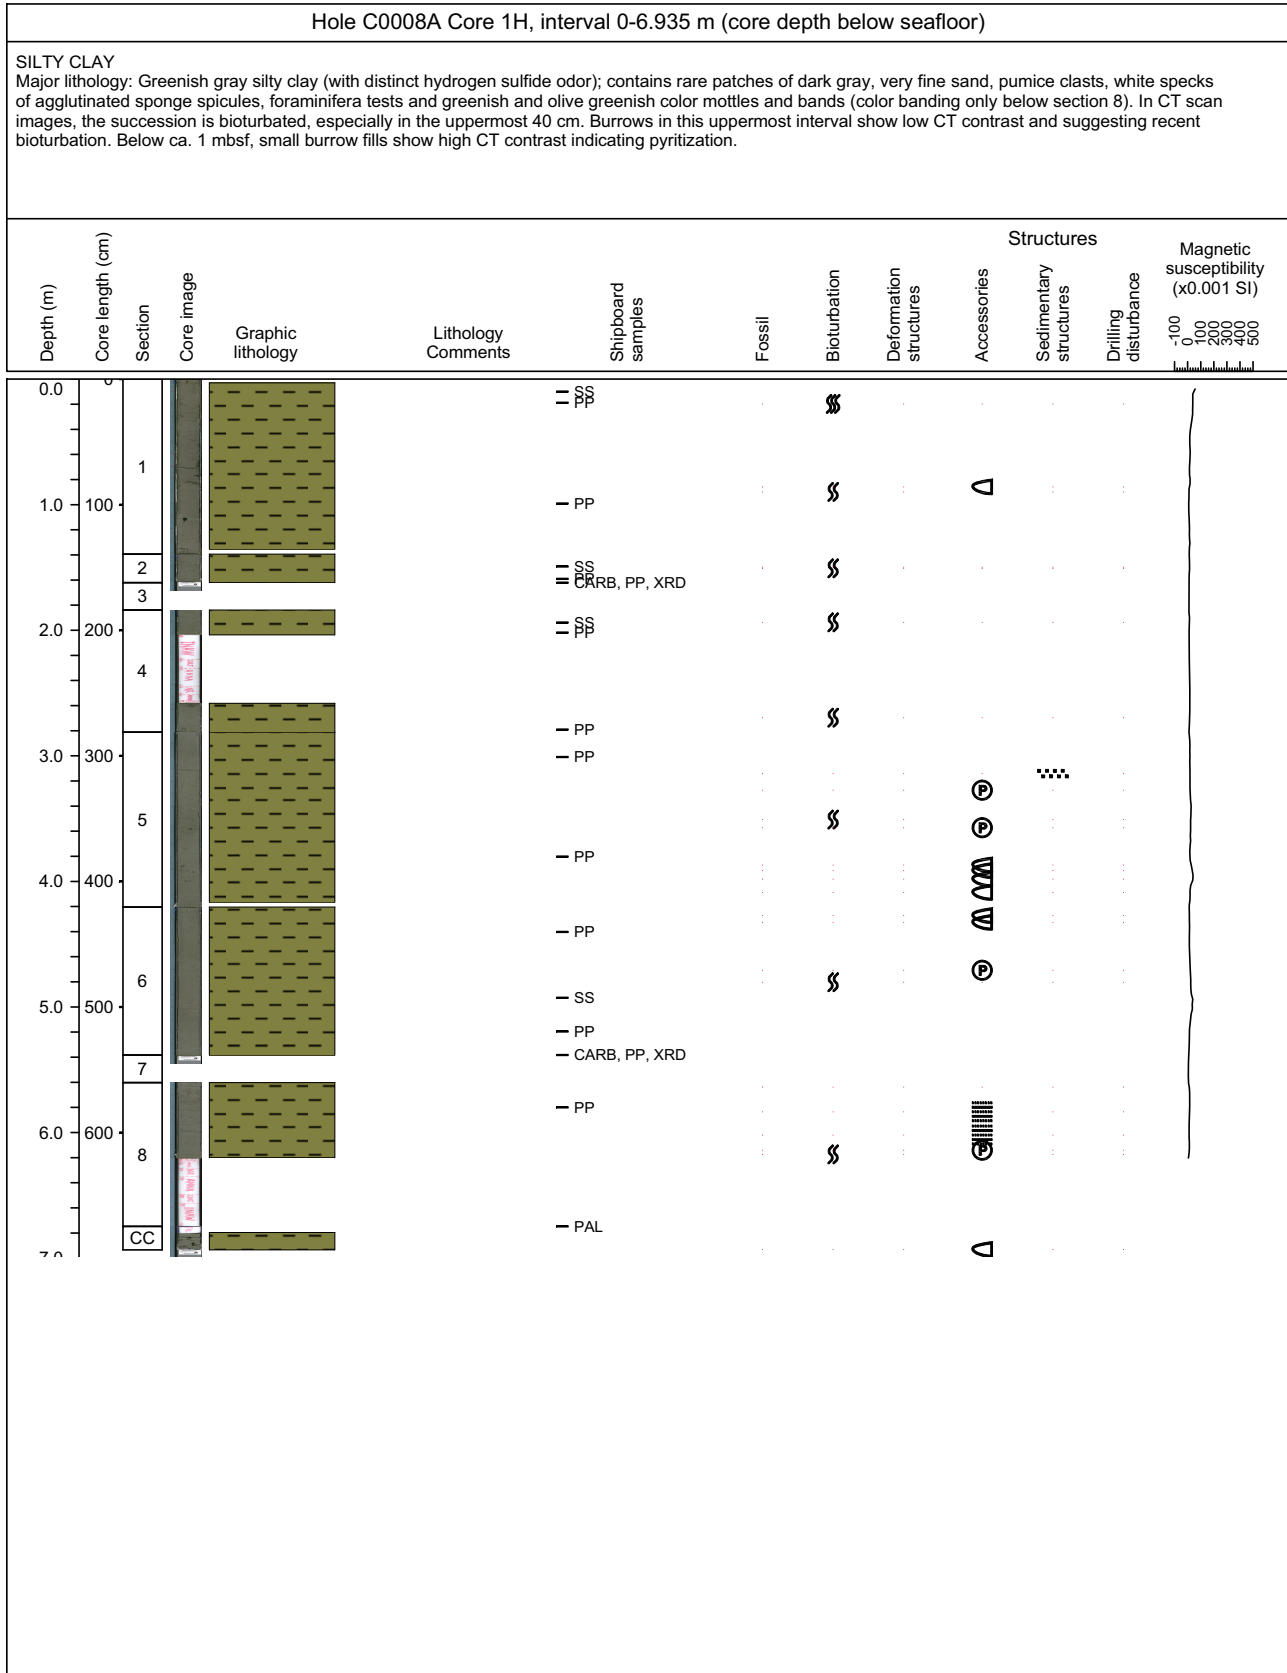 Hole C0008A Core 1H, interval 0-6.935 m (core depth below seafloor)
SILTY CLAY
Major lithology: Greenish gray silty clay (with distinct hydrogen sulfide odor); contains rare patches of dark gray, very fine sand, pumice clasts, white specks
of agglutinated sponge spicules, foraminifera tests and greenish and olive greenish color mottles and bands (color banding only below section 8). In CT scan
images, the succession is bioturbated, especially in the uppermost 40 cm. Burrows in this uppermost interval show low CT contrast and suggesting recent
bioturbation. Below ca. 1 mbsf, small burrow fills show high CT contrast indicating pyritization.
Depth (m)
Core length (cm)
Section
Core image
Graphic
lithology
Lithology
Comments
Shipboard
samples
Fossil
Bioturbation
Deformation
structures
Structures
Accessories
Sedimentary
structures
Drilling
disturbance
Magnetic
susceptibility
(x0.001 SI)
-100
0
100
200
300
400
500
0.0
0
SS
PP
1
1.0
100
PP
2
SS
PP
CARB, PP, XRD
3
SS
2.0
200
PP
4
PP
3.0
300
PP
P
5
P
PP
4.0
400
PP
P
6
SS
5.0
500
PP
CARB, PP, XRD
7
PP
6.0
600
P
8
PAL
CC
7.0